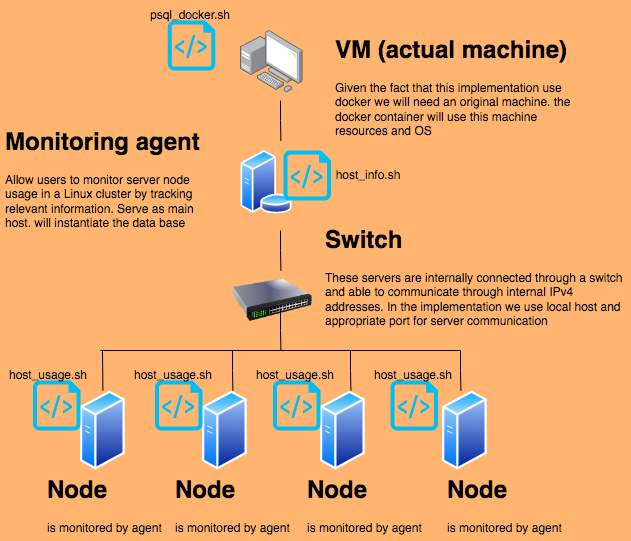 psql_docker.sh
VM (actual machine)
Given the fact that this implementation use
docker we will need an original machine. the
docker container will use this machine
resources and OS
Monitoring agent
Allow users to monitor server node
usage in a Linux cluster by tracking
relevant information. Serve as main
host. will instantiate the data base
host_info.sh
Switch
These servers are internally connected through a switch
and able to communicate through internal IPv4
addresses. In the implementation we use local host and
appropriate port for server communication
host_usage.sh
host_usage.sh
host_usage.sh
host_usage.sh
Node
Node
Node
Node
is monitored by agent
is monitored by agent
is monitored by agent
is monitored by agent